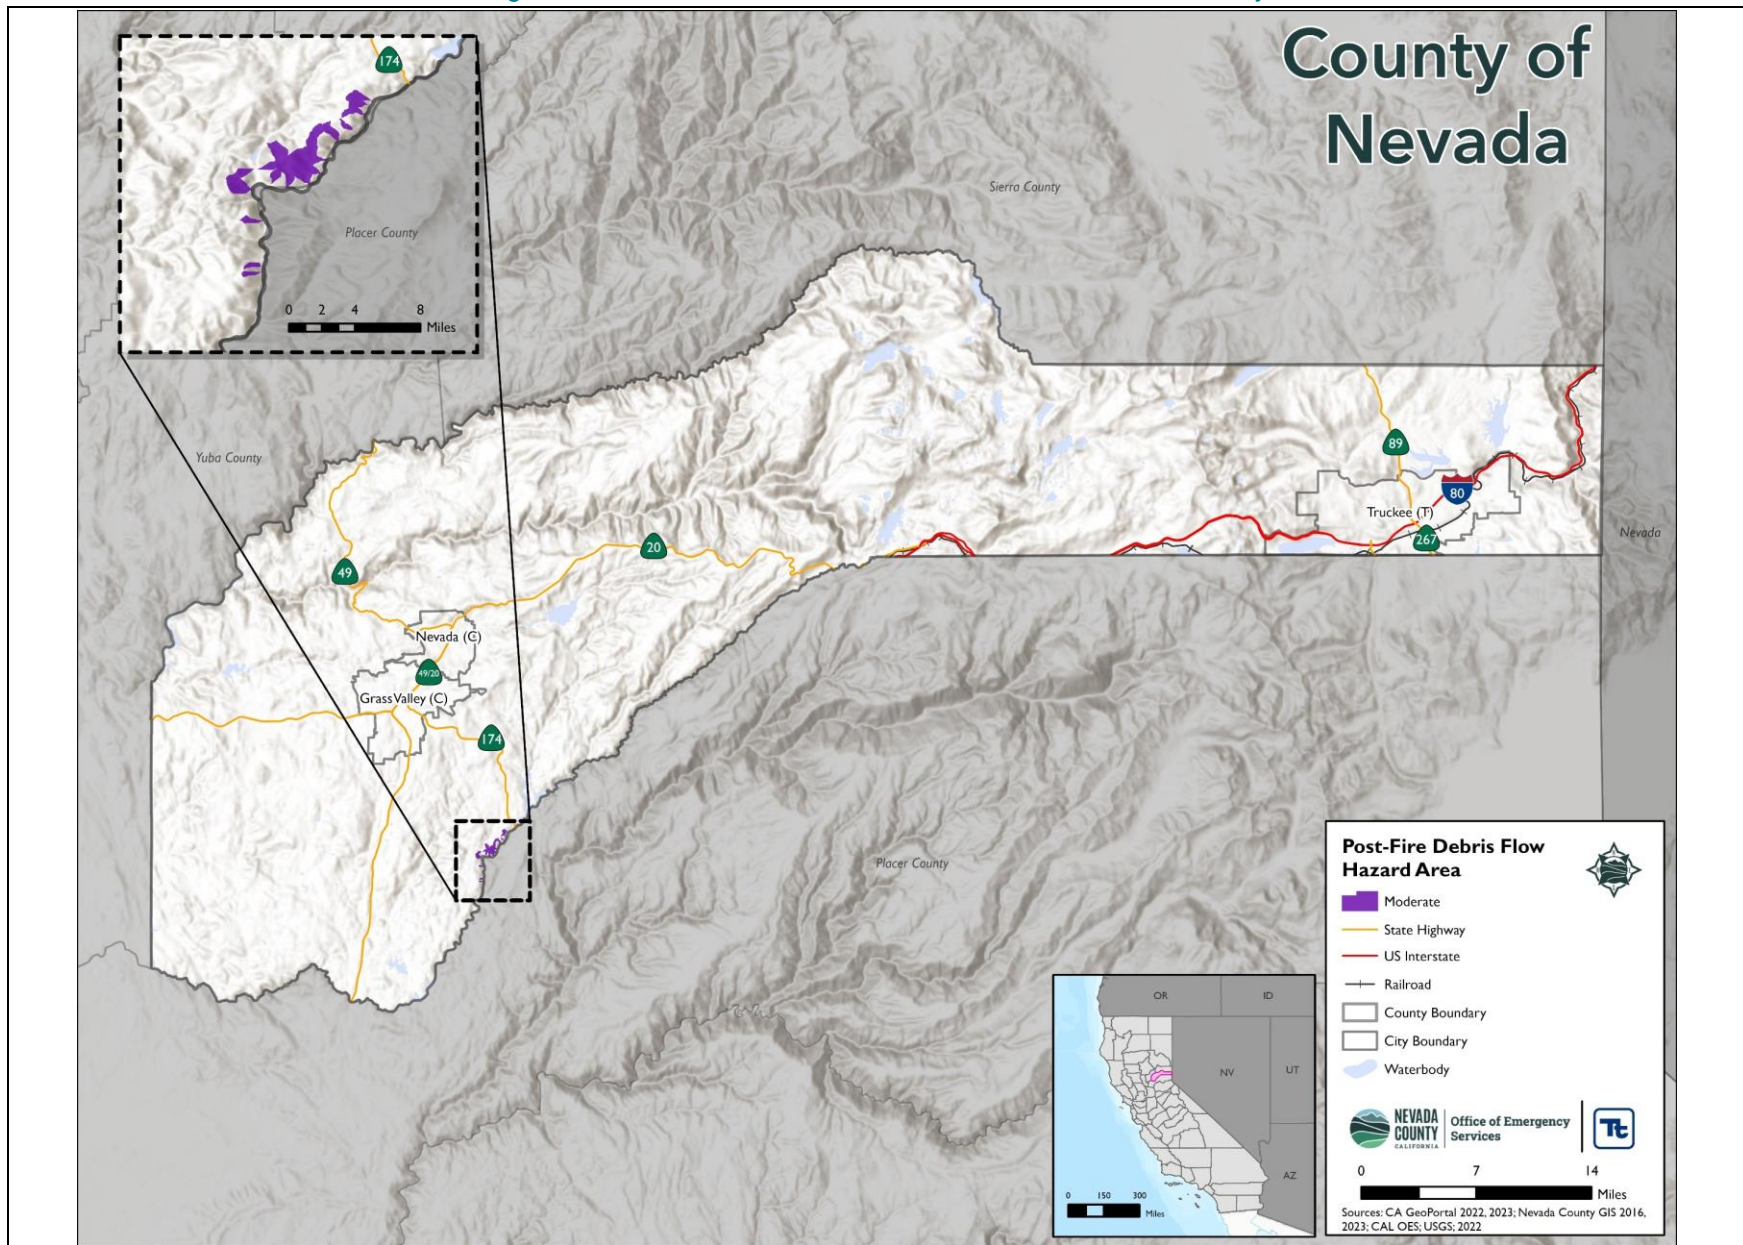 County of
Nevada
174
Placer County
0 2 4 8
Miles
Sierra County
Yuba County
89
80
Truckee (T)
267
Nevada
20
49
Nevada (C)
49/20
Grass Valley (C)
174
Placer County
Post-Fire Debris Flow
Hazard Area
Moderate
State Highway
US Interstate
Railroad
County Boundary
City Boundary
Waterbody
NEVADA
COUNTY
CALIFORNIA
Office of Emergency
Services
Tt
0 7 14
Miles
Sources: CA GeoPortal 2022, 2023; Nevada County GIS 2016,
2023; CAL OES; USGS; 2022
OR
ID
NV
UT
AZ
0 150 300
Miles